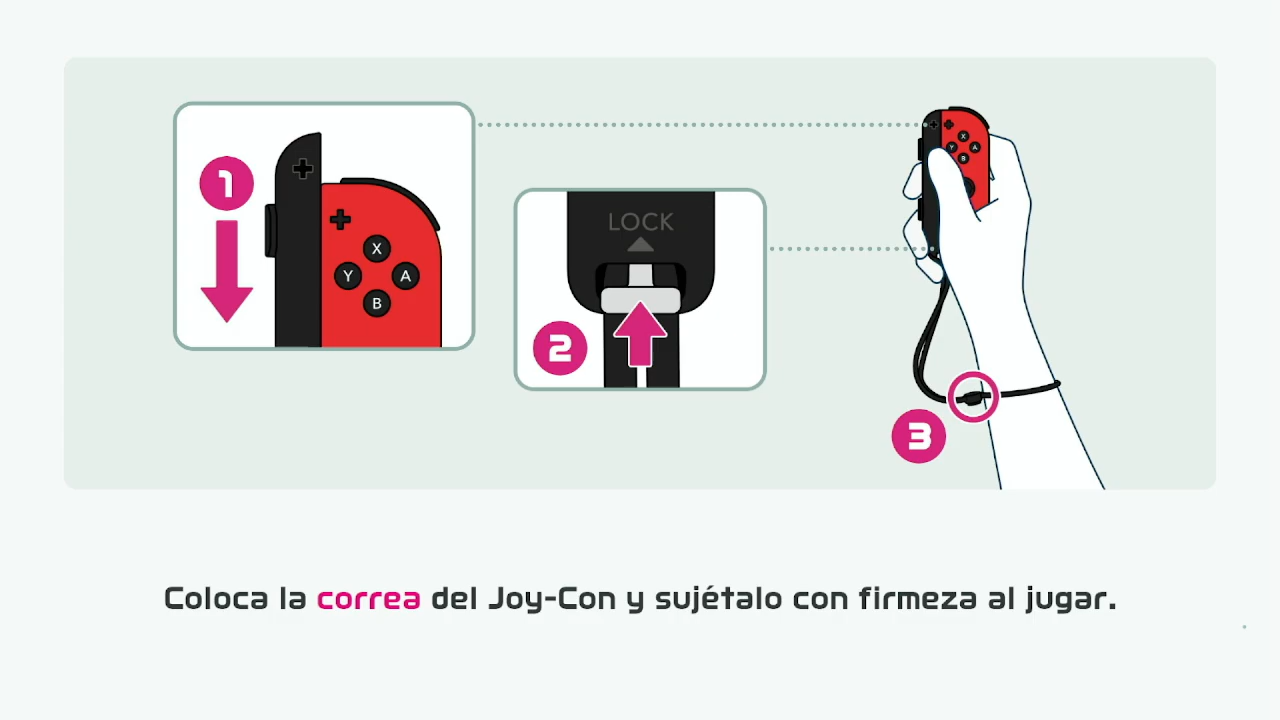 1
X
Y
A
B
LOCK
2
X
Y
A
B
3
Coloca la correa del Joy-Con y sujétalo con firmeza al jugar.